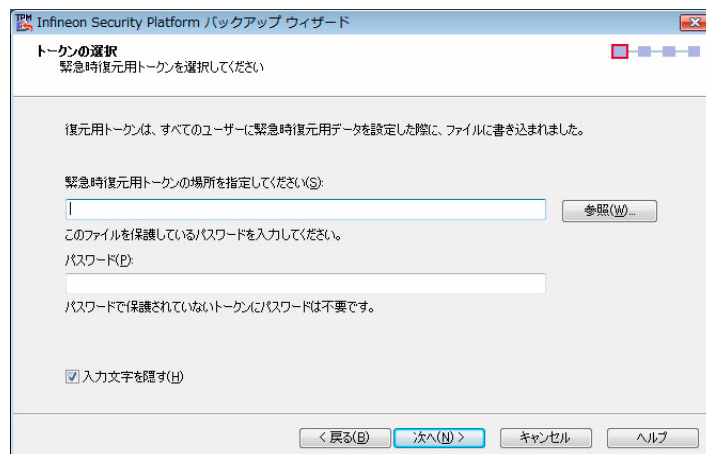 TPM
Infineon Security Platform バックアップ ウィザード
トークンの選択
緊急時復元用トークンを選択してください
復元用トークンは、すべてのユーザーに緊急時復元用データを設定した際に、ファイルに書き込まれました。
緊急時復元用トークンの場所を指定してください(S):
参照(W)...
このファイルを保護しているパスワードを入力してください。
パスワード(P):
パスワードで保護されていないトークンにパスワードは不要です。
入力文字を隠す(H)
< 戻る(B) 次へ(N) > キャンセル ヘルプ